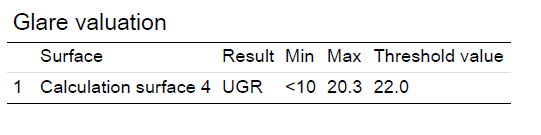 Glare valuation
Surface Result Min Max Threshold value
1 Calculation surface 4 UGR <10 20.3 22.0